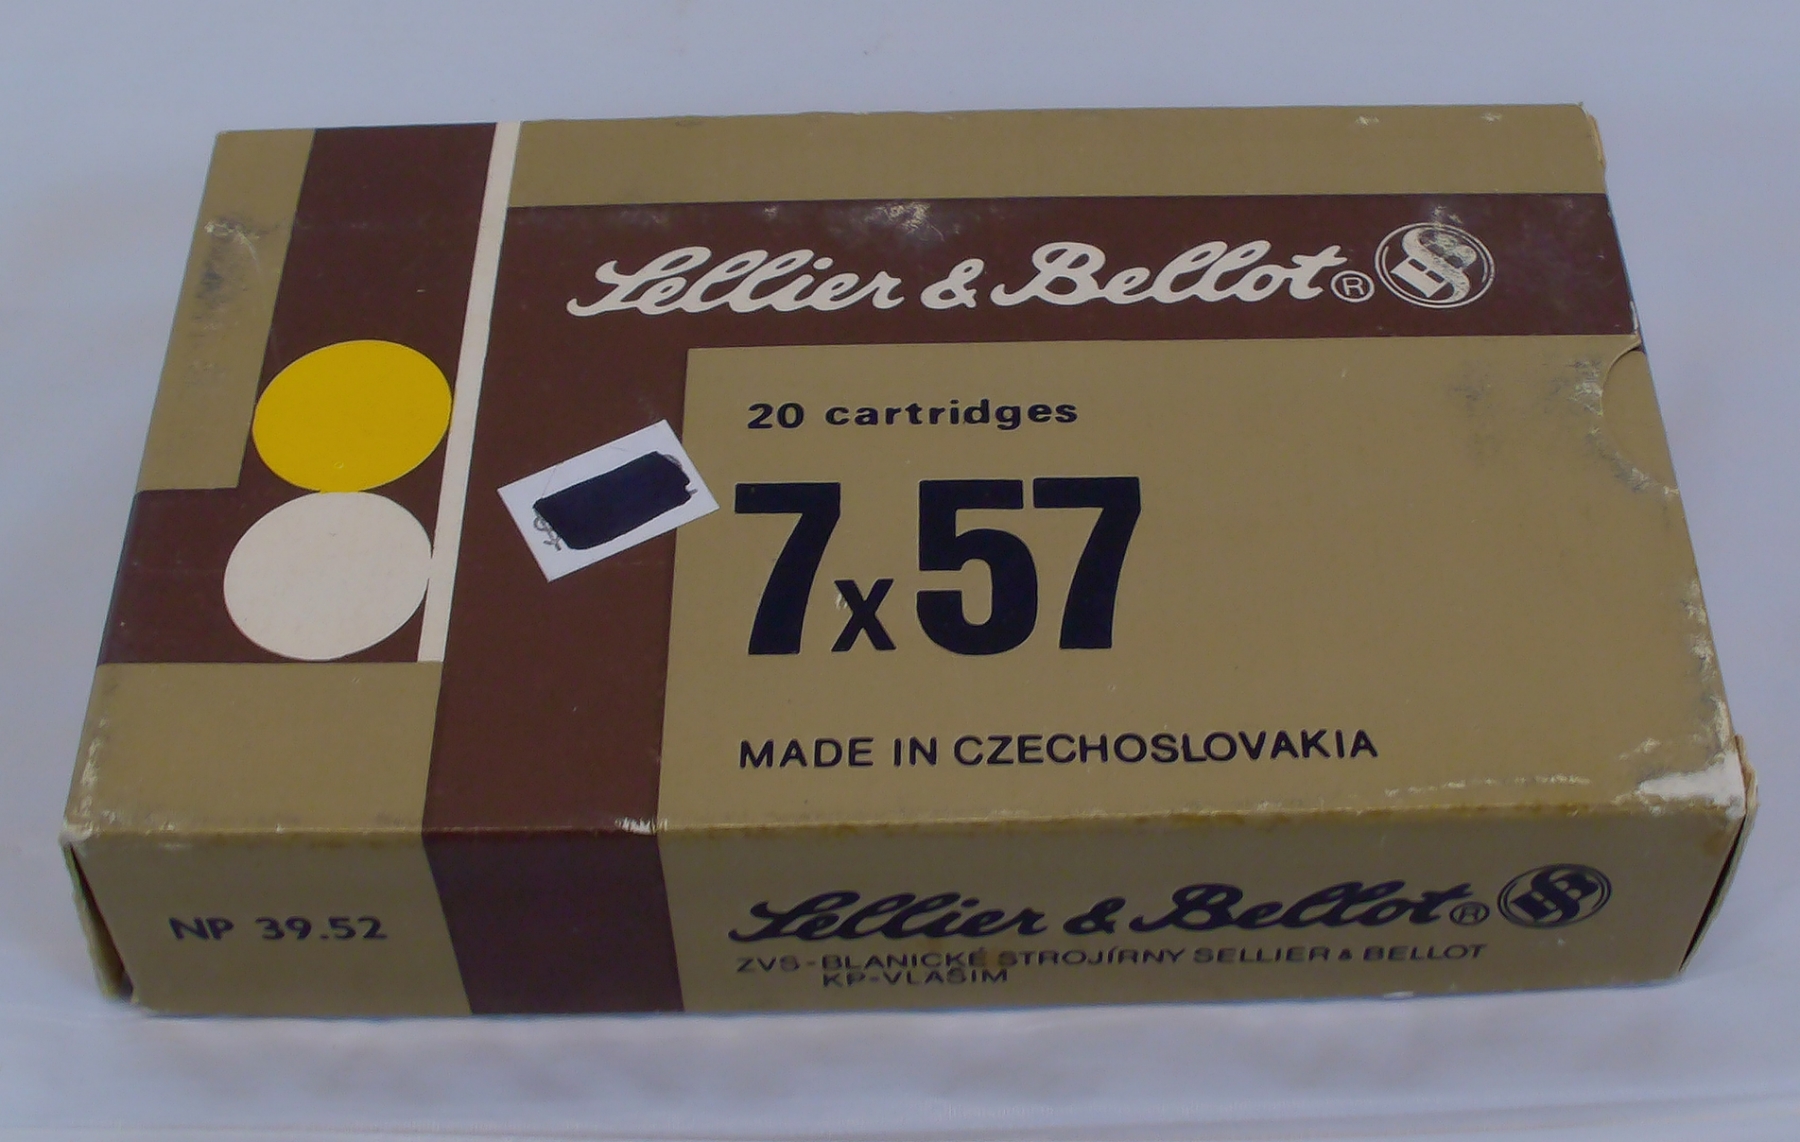 Sellier & Bellot®
20 cartridges
7x57
MADE IN CZECHOSLOVAKIA
NP 39.52
Sellier & Bellot®
ZVS-BLANICKÉ STROJÍRNY SELLIER & BELLOT
KP-VLAŠIM